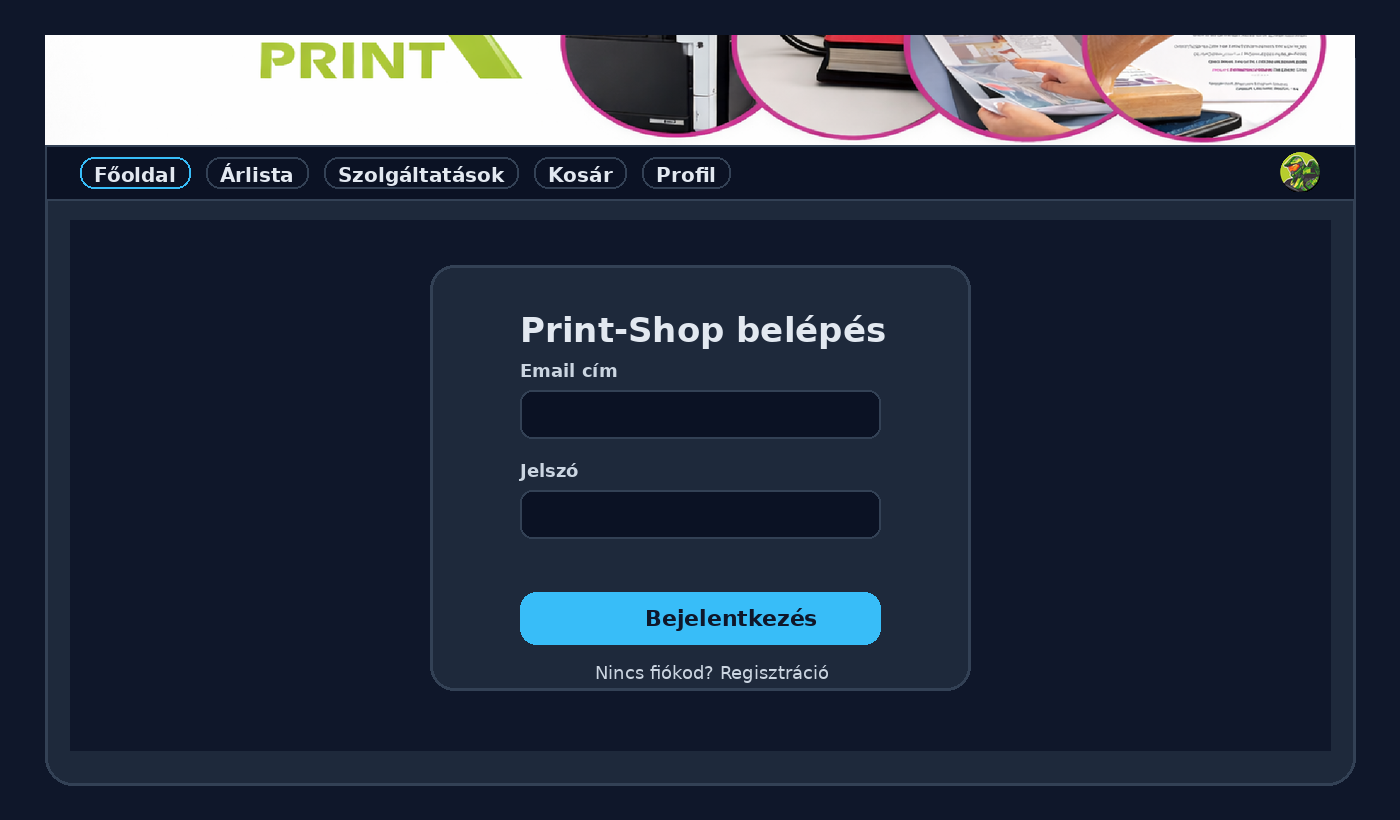 PRINT
Főoldal Árlista Szolgáltatások Kosár Profil
Print-Shop belépés
Email cím
Jelszó
Bejelentkezés
Nincs fiókod? Regisztráció